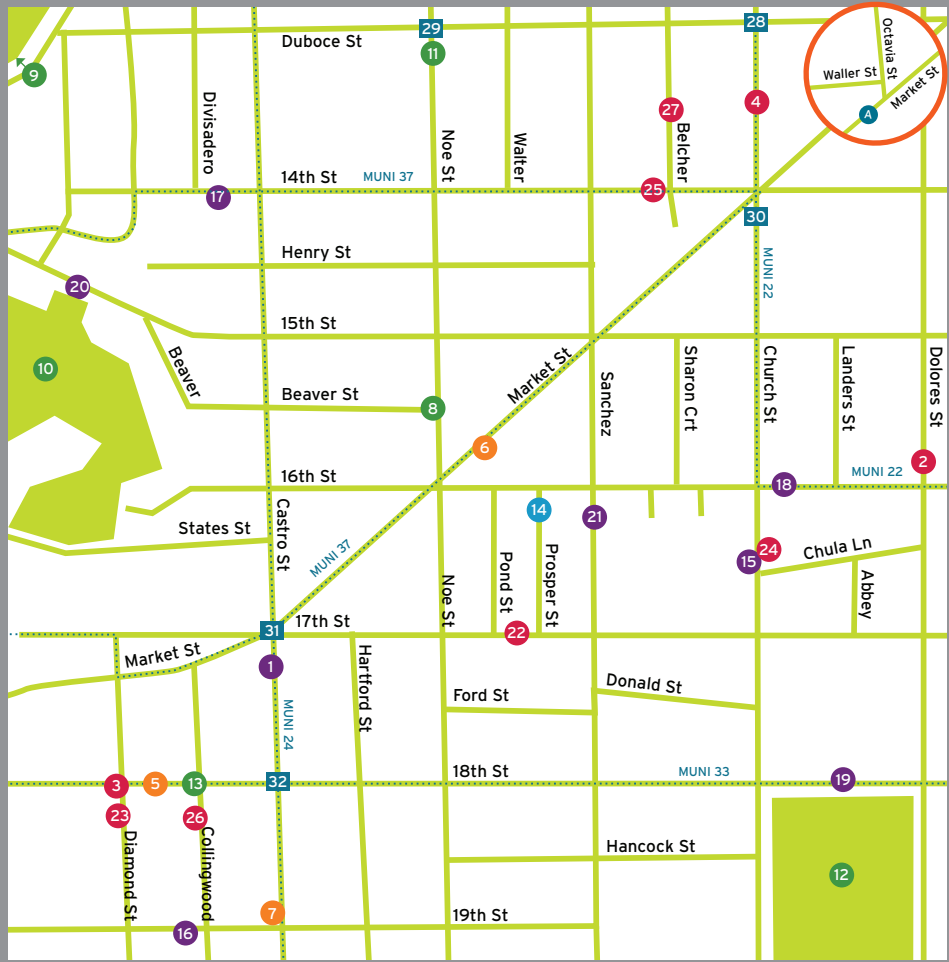 29
28
Duboce St
11
Octavia St
Waller St
Market St
A
9
Divisadero
27
4
Belcher
Noe St
Walter
14th St
MUNI 37
17
25
30
Henry St
MUNI 22
20
15th St
10
Beaver
Market St
Sanchez
Sharon Crt
Church St
Landers St
Dolores St
Beaver St
8
6
2
16th St
MUNI 22
18
Castro St
14
21
States St
MUNI 37
Pond St
Prosper St
15
24
Chula Ln
Abbey
Noe St
31
17th St
22
Market St
1
Hartford St
Ford St
Donald St
MUNI 24
18th St
MUNI 33
3
5
13
32
19
23
26
Diamond St
Collingwood
Hancock St
12
7
19th St
16